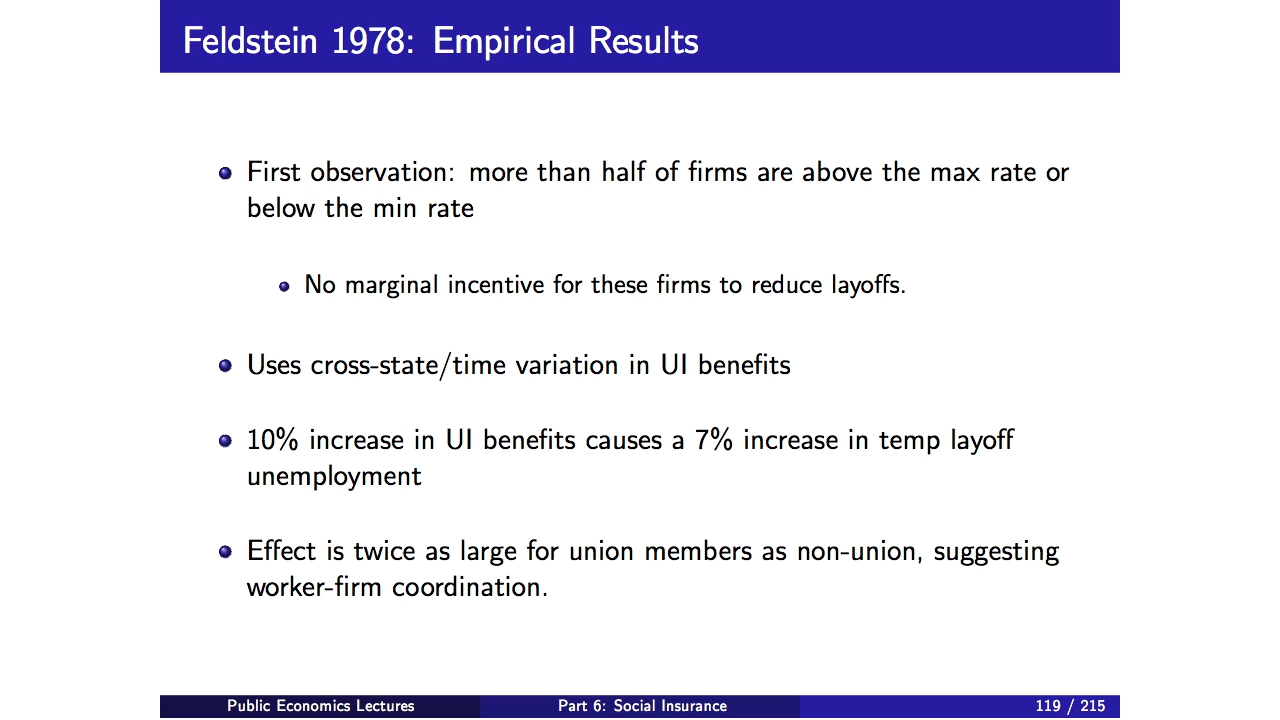 Feldstein 1978: Empirical Results
First observation: more than half of firms are above the max rate or
below the min rate
No marginal incentive for these firms to reduce layoffs.
Uses cross-state/time variation in UI benefits
10% increase in UI benefits causes a 7% increase in temp layoff
unemployment
Effect is twice as large for union members as non-union, suggesting
worker-firm coordination.
Public Economics Lectures Part 6: Social Insurance 119 / 215